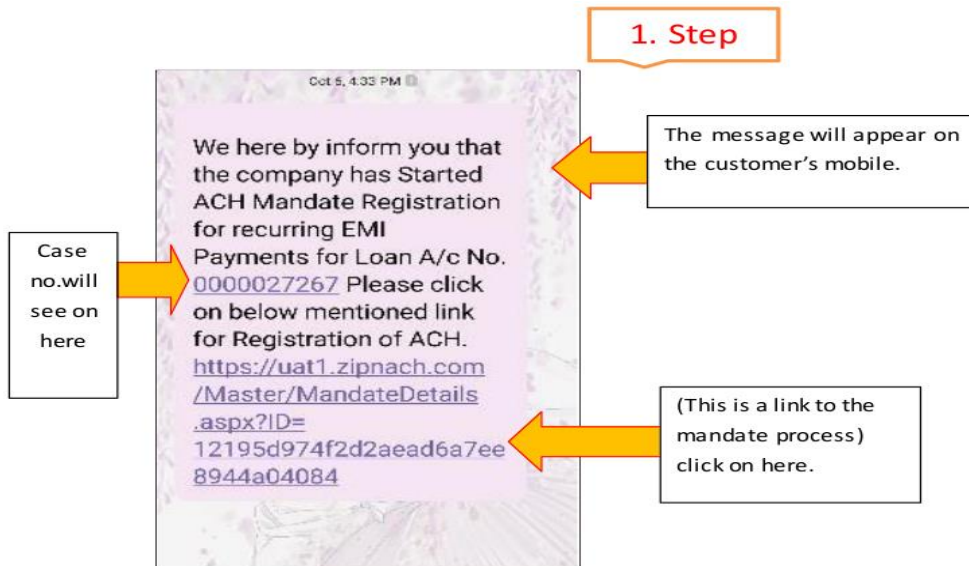 1. Step
Oct 5, 4:33 PM
We here by inform you that
the company has Started
ACH Mandate Registration
for recurring EMI
Payments for Loan A/c No.
0000027267 Please click
on below mentioned link
for Registration of ACH.
https://uat1.zipnach.com
/Master/MandateDetails
.aspx?ID=
12195d974f2d2aead6a7ee
8944a04084
The message will appear on
the customer’s mobile.
Case
no.will
see on
here
(This is a link to the
mandate process)
click on here.